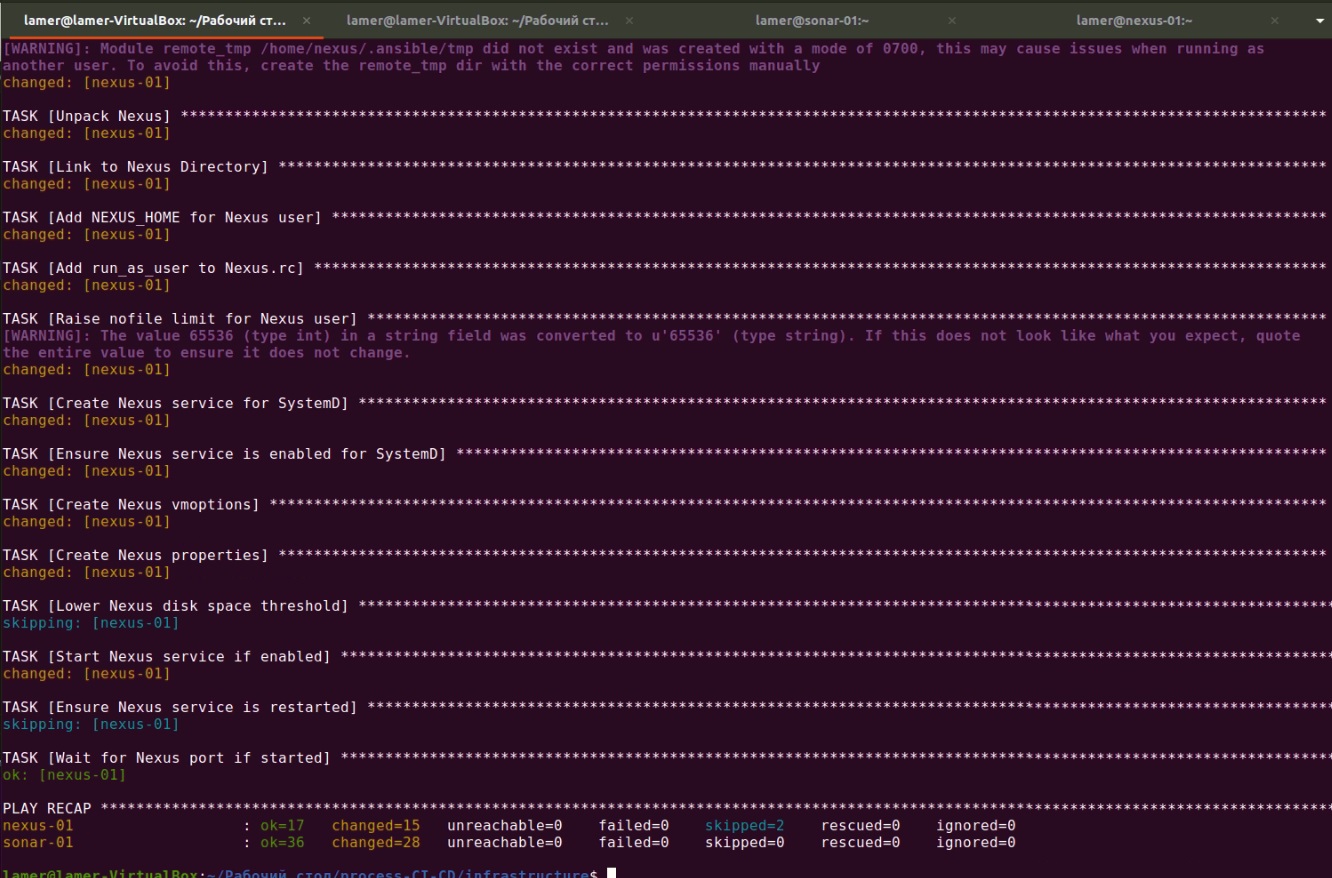 lamer@lamer-VirtualBox: ~/Рабочий ст... × lamer@lamer-VirtualBox: ~/Рабочий ст... × lamer@sonar-01:~ × lamer@nexus-01:~ ×
[WARNING]: Module remote_tmp /home/nexus/.ansible/tmp did not exist and was created with a mode of 0700, this may cause issues when running as
another user. To avoid this, create the remote_tmp dir with the correct permissions manually
changed: [nexus-01]
TASK [Unpack Nexus] **********************************************************************************************************************************
changed: [nexus-01]
TASK [Link to Nexus Directory] ***********************************************************************************************************************
changed: [nexus-01]
TASK [Add NEXUS_HOME for Nexus user] *****************************************************************************************************************
changed: [nexus-01]
TASK [Add run_as_user to Nexus.rc] *******************************************************************************************************************
changed: [nexus-01]
TASK [Raise nofile limit for Nexus user] *************************************************************************************************************
[WARNING]: The value 65536 (type int) in a string field was converted to u'65536' (type string). If this does not look like what you expect, quote
the entire value to ensure it does not change.
changed: [nexus-01]
TASK [Create Nexus service for SystemD] **************************************************************************************************************
changed: [nexus-01]
TASK [Ensure Nexus service is enabled for SystemD] ***************************************************************************************************
changed: [nexus-01]
TASK [Create Nexus vmoptions] ************************************************************************************************************************
changed: [nexus-01]
TASK [Create Nexus properties] ***********************************************************************************************************************
changed: [nexus-01]
TASK [Lower Nexus disk space threshold] **************************************************************************************************************
skipping: [nexus-01]
TASK [Start Nexus service if enabled] ****************************************************************************************************************
changed: [nexus-01]
TASK [Ensure Nexus service is restarted] *************************************************************************************************************
skipping: [nexus-01]
TASK [Wait for Nexus port if started] ****************************************************************************************************************
ok: [nexus-01]
PLAY RECAP *******************************************************************************************************************************************
nexus-01 : ok=17 changed=15 unreachable=0 failed=0 skipped=2 rescued=0 ignored=0
sonar-01 : ok=36 changed=28 unreachable=0 failed=0 skipped=0 rescued=0 ignored=0
lamer@lamer-VirtualBox:~/Рабочий стол/process-CI-CD/infrastructure$